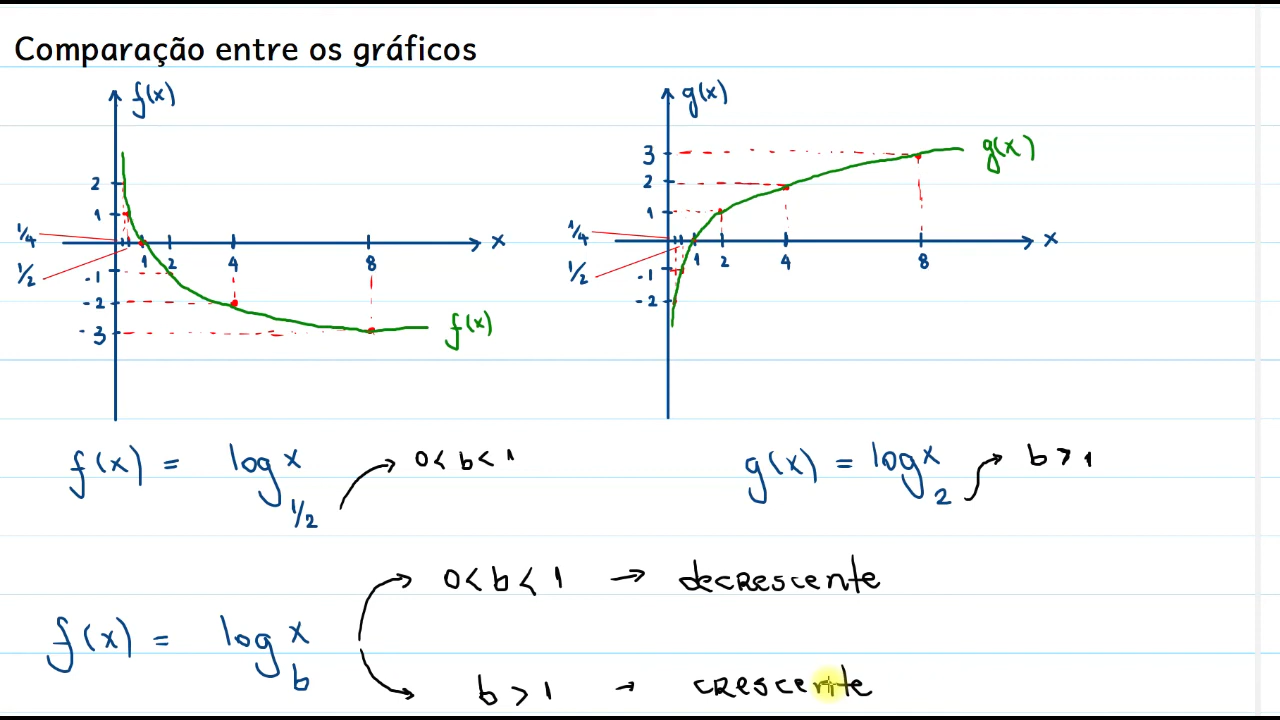 Comparação entre os gráficos
f(x)
2
1
1/4
1/2
1 2 4 8 x
-1
-2
-3
f(x)
g(x)
3
2
1
1/4
1/2
1 2 4 8 x
-1
-2
g(x)
f(x) = log 1/2 x → 0 < b < 1
g(x) = log 2 x → b > 1
0 < b < 1 → decrescente
f(x) = log b x
b > 1 → crescente